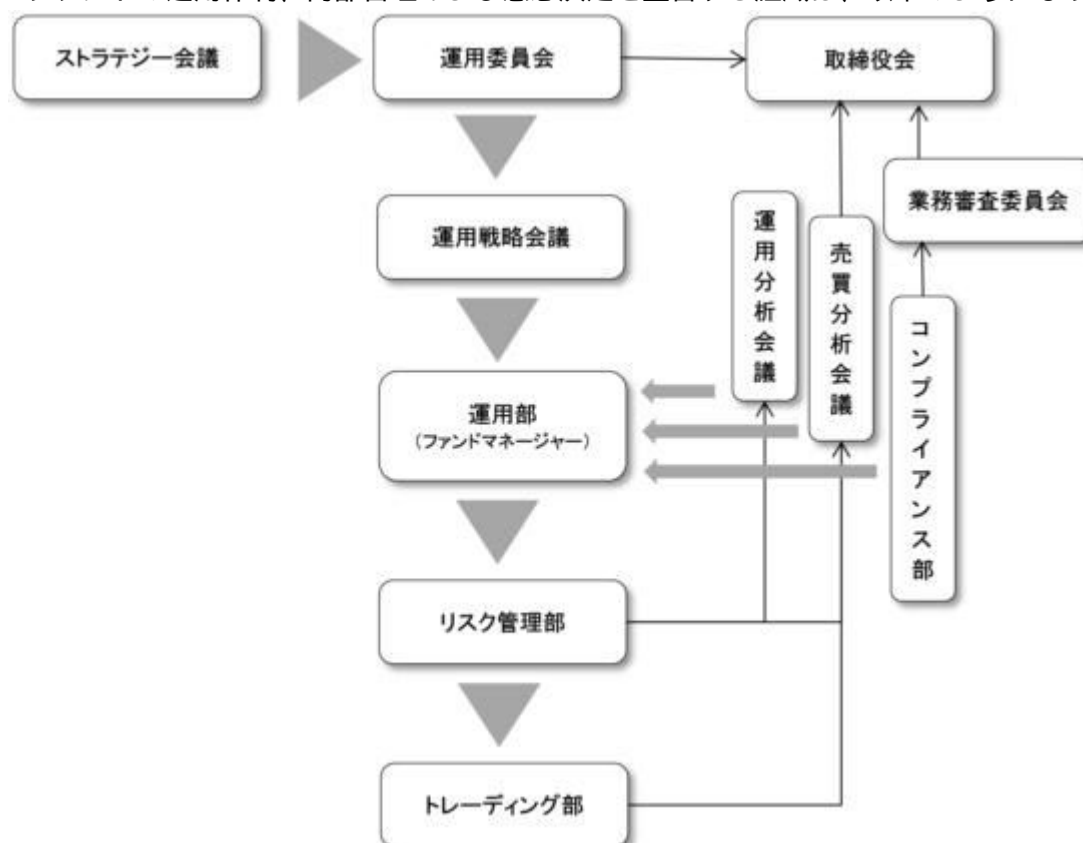 ストラテジー会議
運用委員会
取締役会
運用戦略会議
運用分析会議
売買分析会議
業務審査委員会
コンプライアンス部
運用部
(ファンドマネージャー)
リスク管理部
トレーディング部